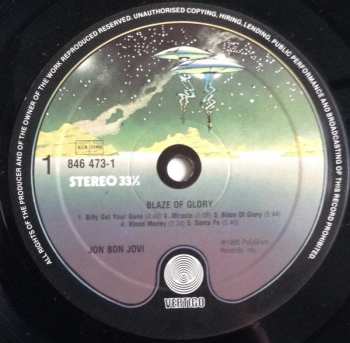 ALL RIGHTS OF THE PRODUCER AND OF THE OWNER OF THE WORK REPRODUCED RESERVED. UNAUTHORISED COPYING, HIRING, LENDING, PUBLIC PERFORMANCE AND BROADCASTING OF THIS RECORD PROHIBITED.
1
846 473-1
STEREO 33⅓
BLAZE OF GLORY
1. Billy Get Your Guns 2. Miracle 3. Blaze Of Glory
4. Blood Money 5. Santa Fe
JON BON JOVI
Records, Inc.
VERTIGO